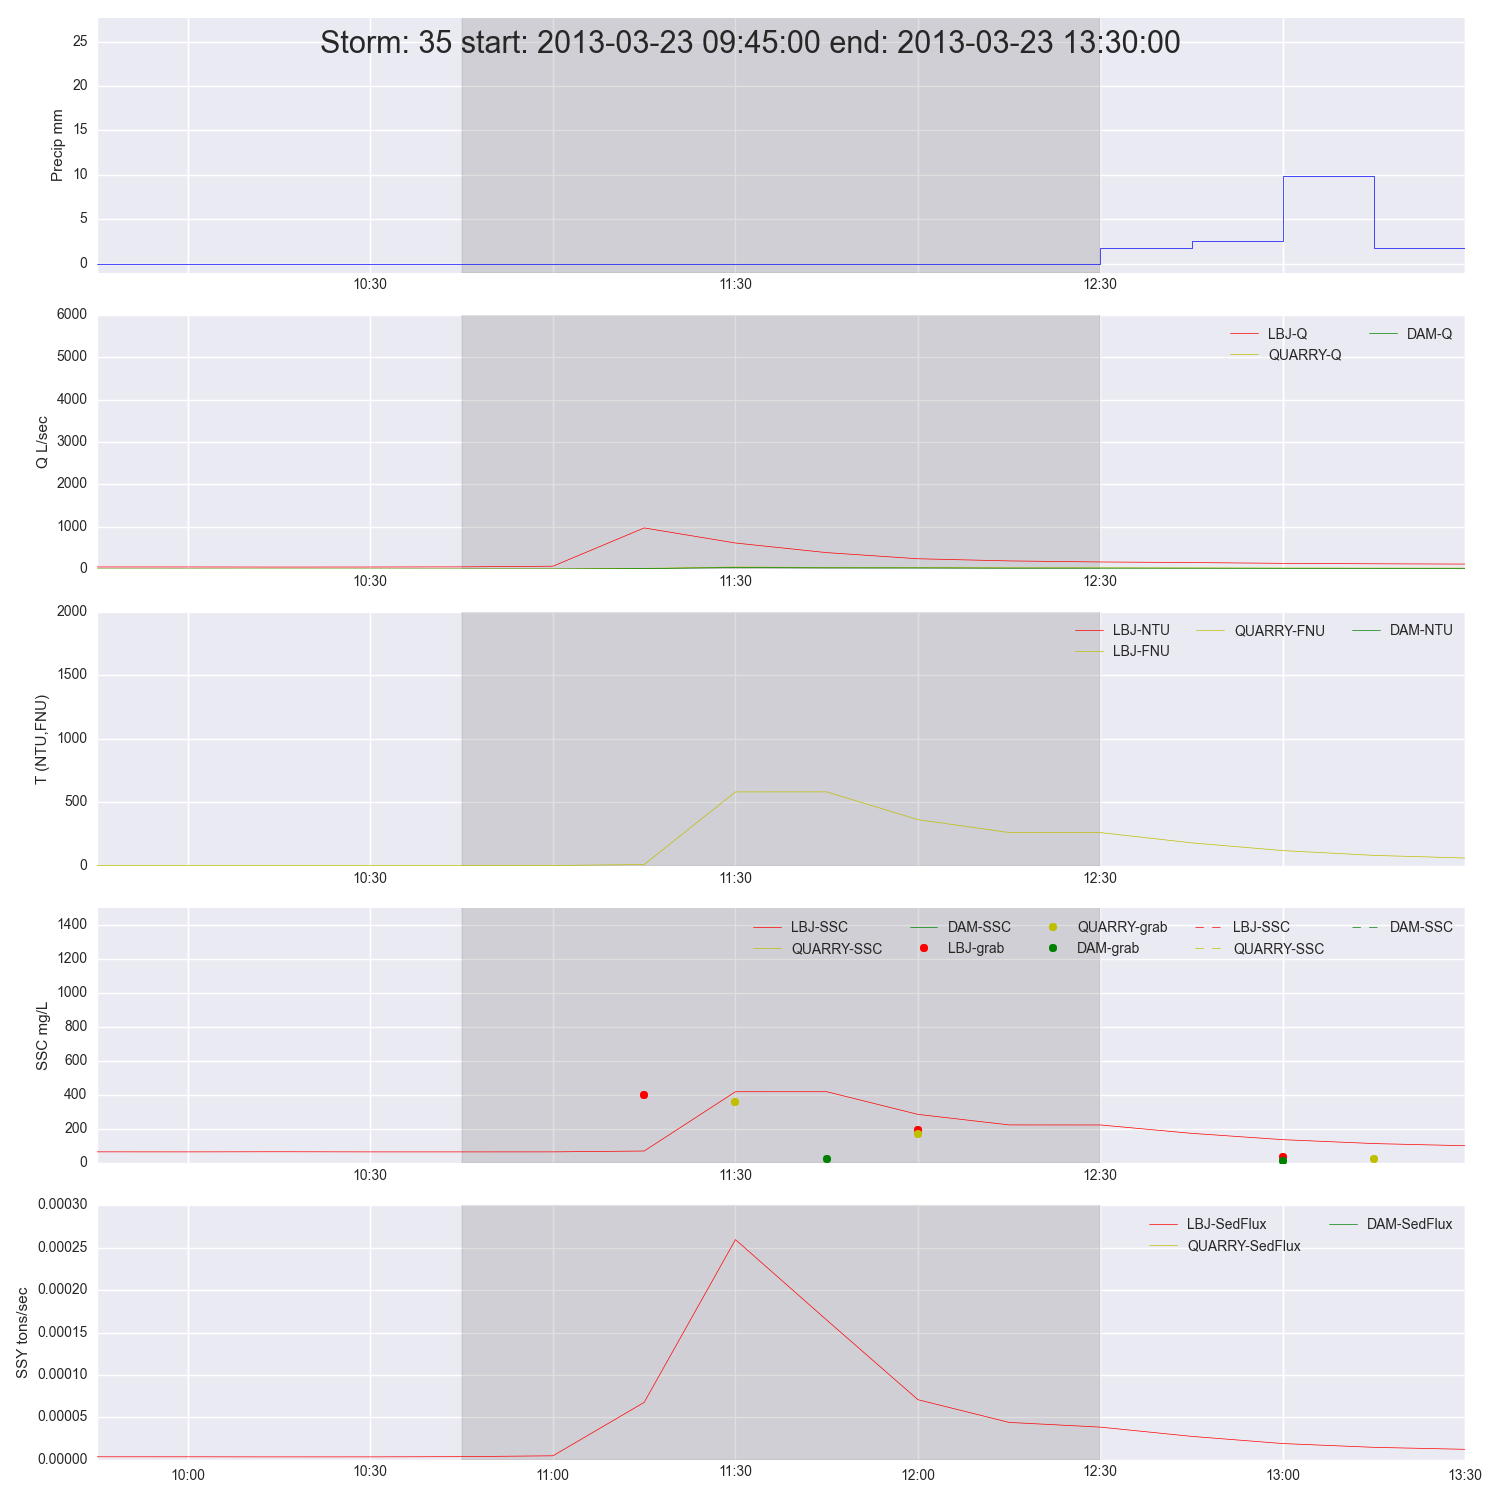 Storm: 35 start: 2013-03-23 09:45:00 end: 2013-03-23 13:30:00
Precip mm
25
20
15
10
5
0
10:30 11:30 12:30
Q L/sec
6000
5000
4000
3000
2000
1000
0
LBJ-Q DAM-Q
QUARRY-Q
10:30 11:30 12:30
T (NTU,FNU)
2000
1500
1000
500
0
LBJ-NTU QUARRY-FNU DAM-NTU
LBJ-FNU
10:30 11:30 12:30
SSC mg/L
1400
1200
1000
800
600
400
200
0
LBJ-SSC DAM-SSC QUARRY-grab LBJ-SSC DAM-SSC
QUARRY-SSC LBJ-grab DAM-grab QUARRY-SSC
10:30 11:30 12:30
SSY tons/sec
0.00030
0.00025
0.00020
0.00015
0.00010
0.00005
0.00000
LBJ-SedFlux DAM-SedFlux
QUARRY-SedFlux
10:00 10:30 11:00 11:30 12:00 12:30 13:00 13:30